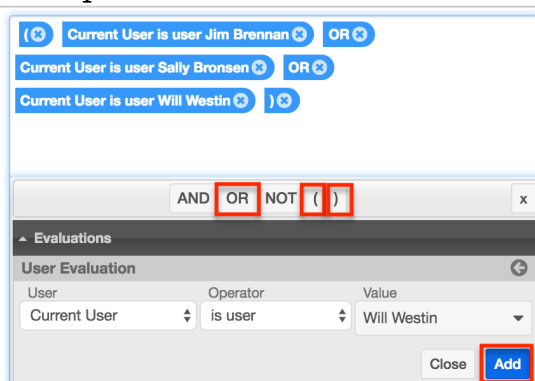 ( Current User is user Jim Brennan OR
Current User is user Sally Bronsen OR
Current User is user Will Westin )
AND OR NOT ( ) x
Evaluations
User Evaluation
User Operator Value
Current User is user Will Westin
Close Add